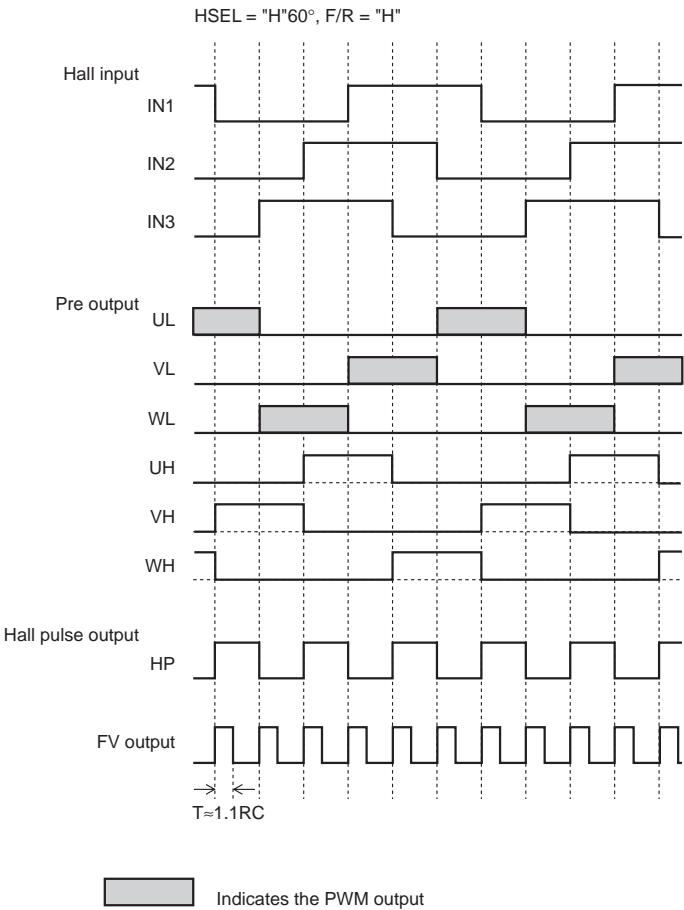 HSEL = "H"60°, F/R = "H"
Hall input
IN1
IN2
IN3
Pre output
UL
VL
WL
UH
VH
WH
Hall pulse output
HP
FV output
T≈1.1RC
Indicates the PWM output